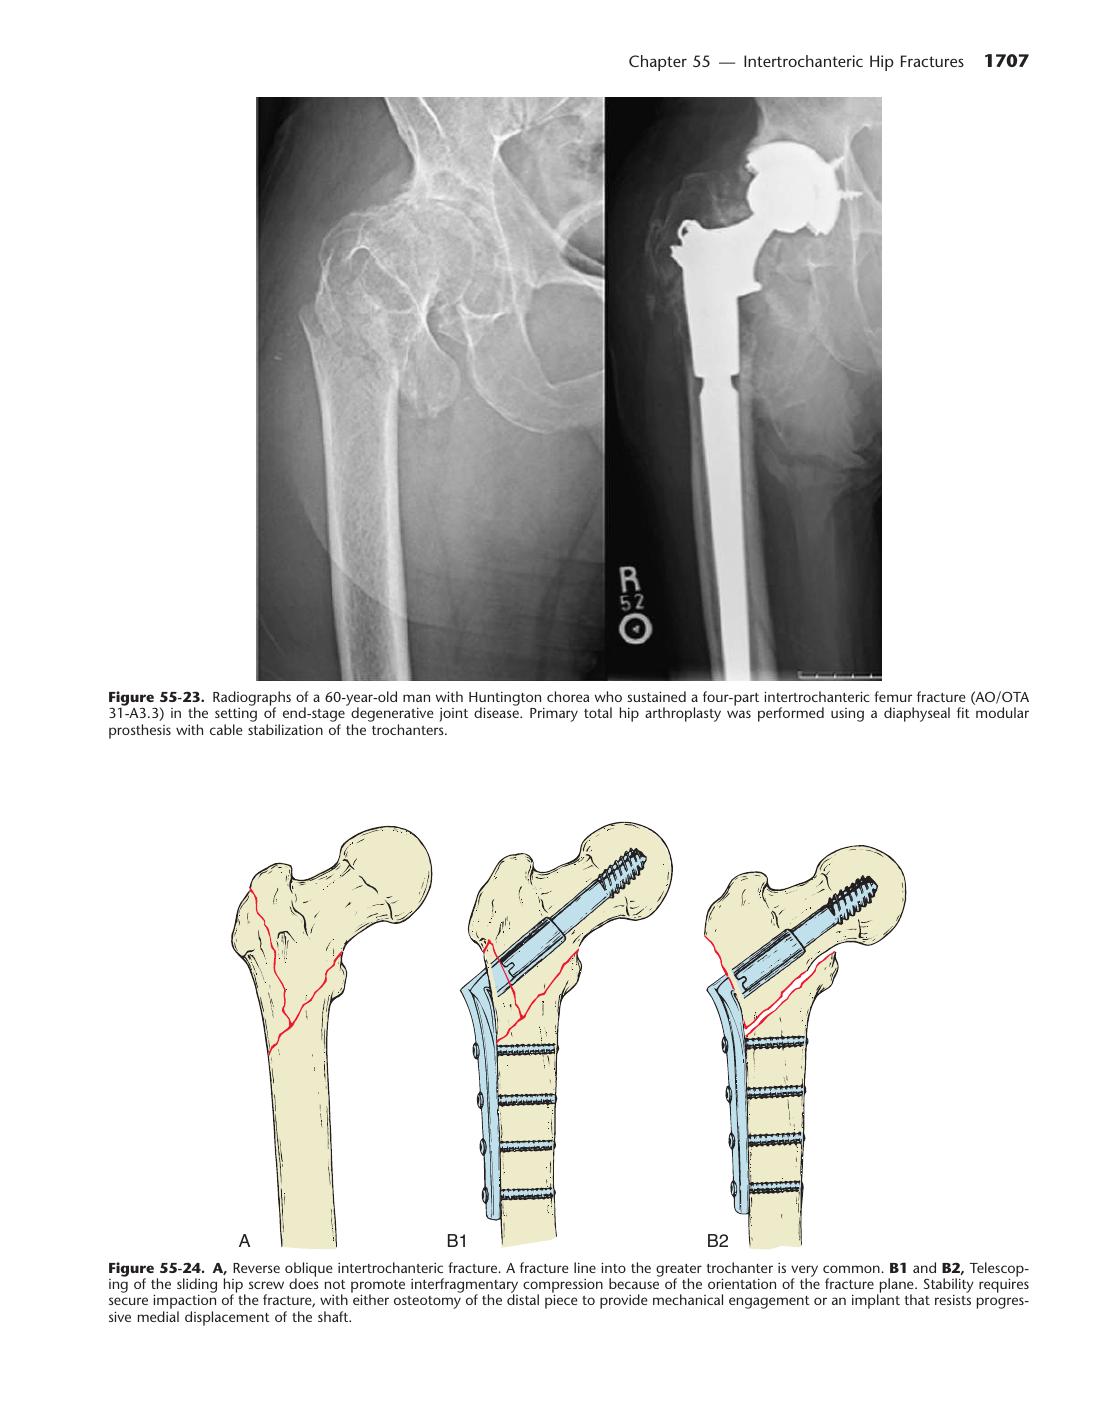 Chapter 55 — Intertrochanteric Hip Fractures 1707
R
52
Figure 55-23. Radiographs of a 60-year-old man with Huntington chorea who sustained a four-part intertrochanteric femur fracture (AO/OTA
31-A3.3) in the setting of end-stage degenerative joint disease. Primary total hip arthroplasty was performed using a diaphyseal fit modular
prosthesis with cable stabilization of the trochanters.
A
B1
B2
Figure 55-24. A, Reverse oblique intertrochanteric fracture. A fracture line into the greater trochanter is very common. B1 and B2, Telescop-
ing of the sliding hip screw does not promote interfragmentary compression because of the orientation of the fracture plane. Stability requires
secure impaction of the fracture, with either osteotomy of the distal piece to provide mechanical engagement or an implant that resists progres-
sive medial displacement of the shaft.